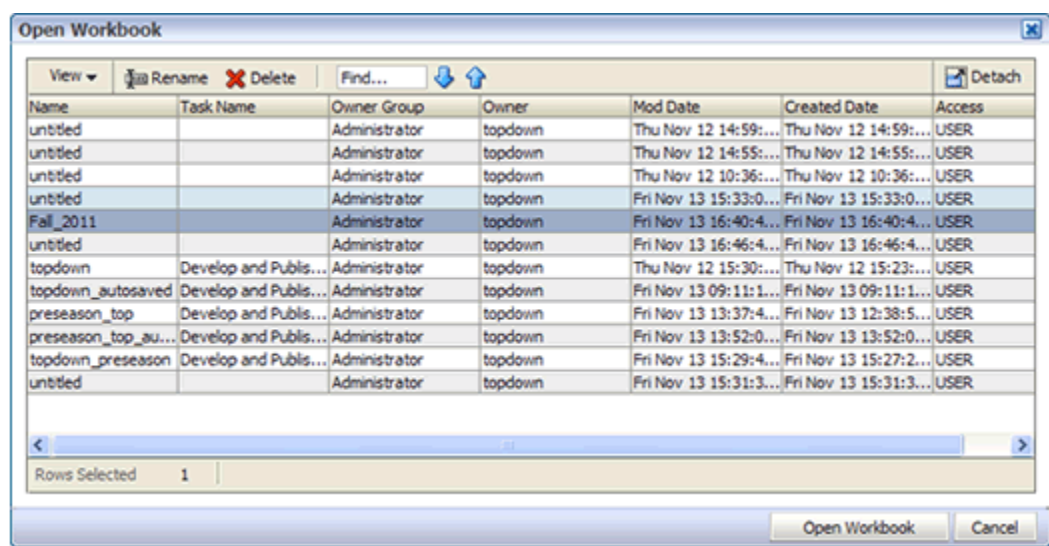 Open Workbook
View Rename Delete Find... Detach
Name Task Name Owner Group Owner Mod Date Created Date Access
untitled Administrator topdown Thu Nov 12 14:59:... Thu Nov 12 14:59:... USER
untitled Administrator topdown Thu Nov 12 14:55:... Thu Nov 12 14:55:... USER
untitled Administrator topdown Thu Nov 12 10:36:... Thu Nov 12 10:36:... USER
untitled Administrator topdown Fri Nov 13 15:33:0... Fri Nov 13 15:33:0... USER
Fall_2011 Administrator topdown Fri Nov 13 16:40:4... Fri Nov 13 16:40:4... USER
untitled Administrator topdown Fri Nov 13 16:46:4... Fri Nov 13 16:46:4... USER
topdown Develop and Publis... Administrator topdown Thu Nov 12 15:30:... Thu Nov 12 15:23:... USER
topdown_autosaved Develop and Publis... Administrator topdown Fri Nov 13 09:11:1... Fri Nov 13 09:11:1... USER
preseason_top Develop and Publis... Administrator topdown Fri Nov 13 13:37:4... Fri Nov 13 12:38:5... USER
preseason_top_au... Develop and Publis... Administrator topdown Fri Nov 13 13:52:0... Fri Nov 13 13:52:0... USER
topdown_preseason Develop and Publis... Administrator topdown Fri Nov 13 15:29:4... Fri Nov 13 15:27:2... USER
untitled Administrator topdown Fri Nov 13 15:31:3... Fri Nov 13 15:31:3... USER
Rows Selected 1
Open Workbook Cancel